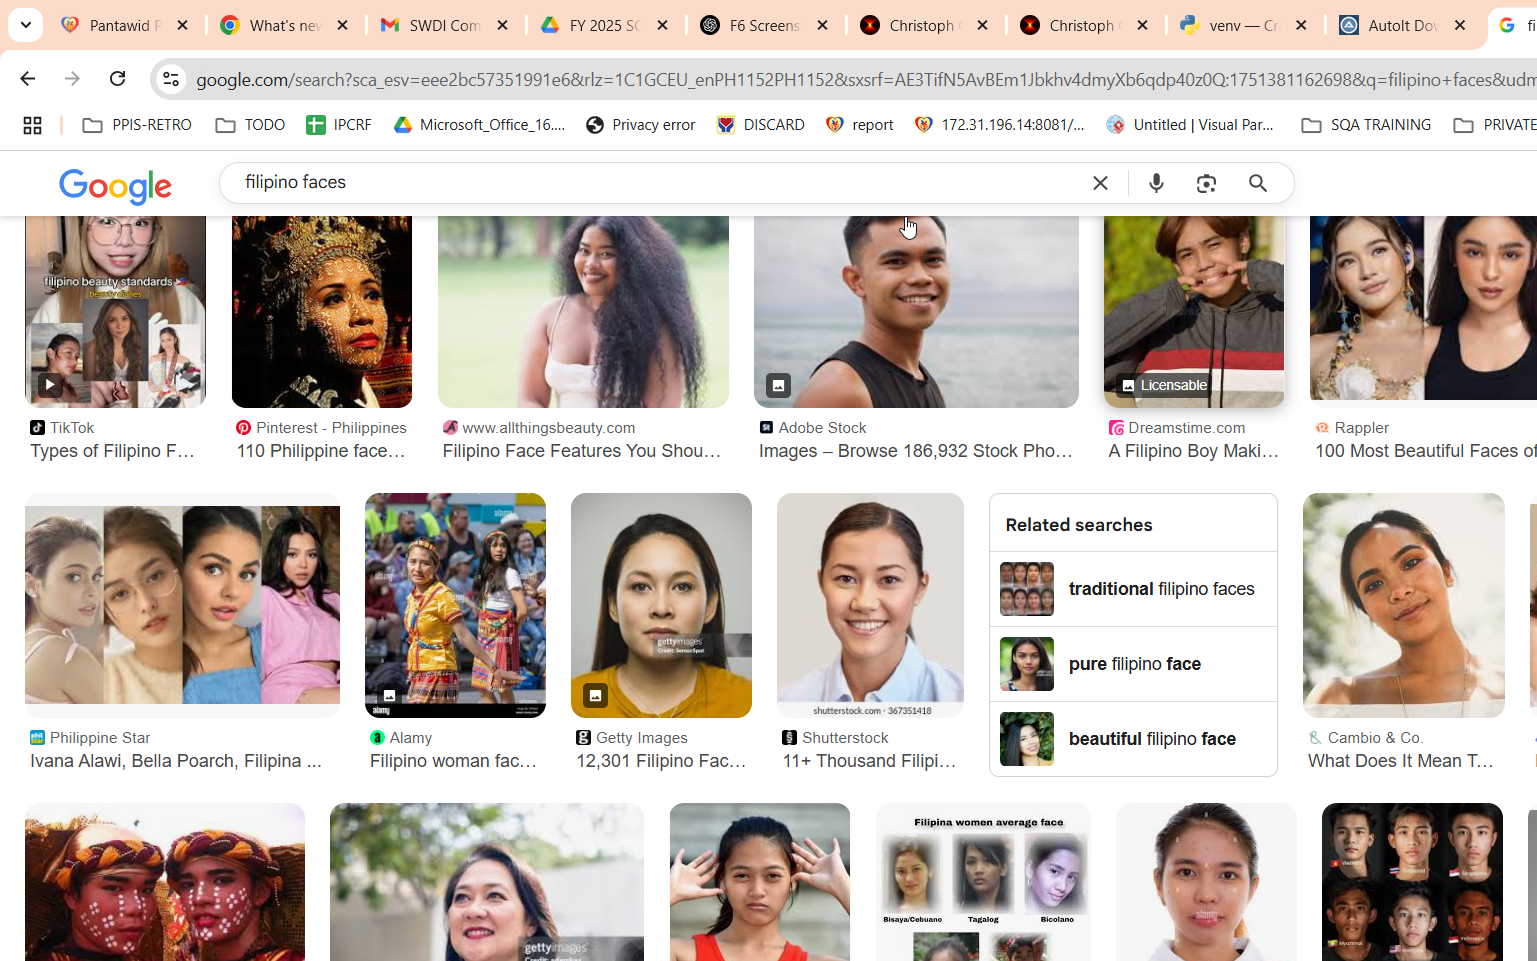 Pantawid P
What's new
SWDI Com
FY 2025 SC
F6 Screens
Christoph
Christoph
venv — Cr
AutoIt Dov
fi
google.com/search?sca_esv=eee2bc57351991e6&rlz=1C1GCEU_enPH1152PH1152&sxsrf=AE3TifN5AvBEm1Jbkhv4dmyXb6qdp40z0Q:1751381162698&q=filipino+faces&udm
PPIS-RETRO
TODO
IPCRF
Microsoft_Office_16....
Privacy error
DISCARD
report
172.31.196.14:8081/...
Untitled | Visual Par...
SQA TRAINING
PRIVATE
Google
filipino faces
filipino beauty standards
Licensable
TikTok
Types of Filipino F...
Pinterest - Philippines
110 Philippine face...
www.allthingsbeauty.com
Filipino Face Features You Shou...
Adobe Stock
Images – Browse 186,932 Stock Pho...
Dreamstime.com
A Filipino Boy Maki...
Rappler
100 Most Beautiful Faces of
gettyimages
Credit: SensorSpot
alamy
shutterstock.com · 367351418
Related searches
traditional filipino faces
pure filipino face
beautiful filipino face
Philippine Star
Ivana Alawi, Bella Poarch, Filipina ...
Alamy
Filipino woman fac...
Getty Images
12,301 Filipino Fac...
Shutterstock
11+ Thousand Filipi...
Cambio & Co.
What Does It Mean T...
gettyimages
Filipina women average face
Bisaya/Cebuano
Tagalog
Bicolano
alamy
Vietnam
Thailand
Singapore
Myanmar
Indonesia